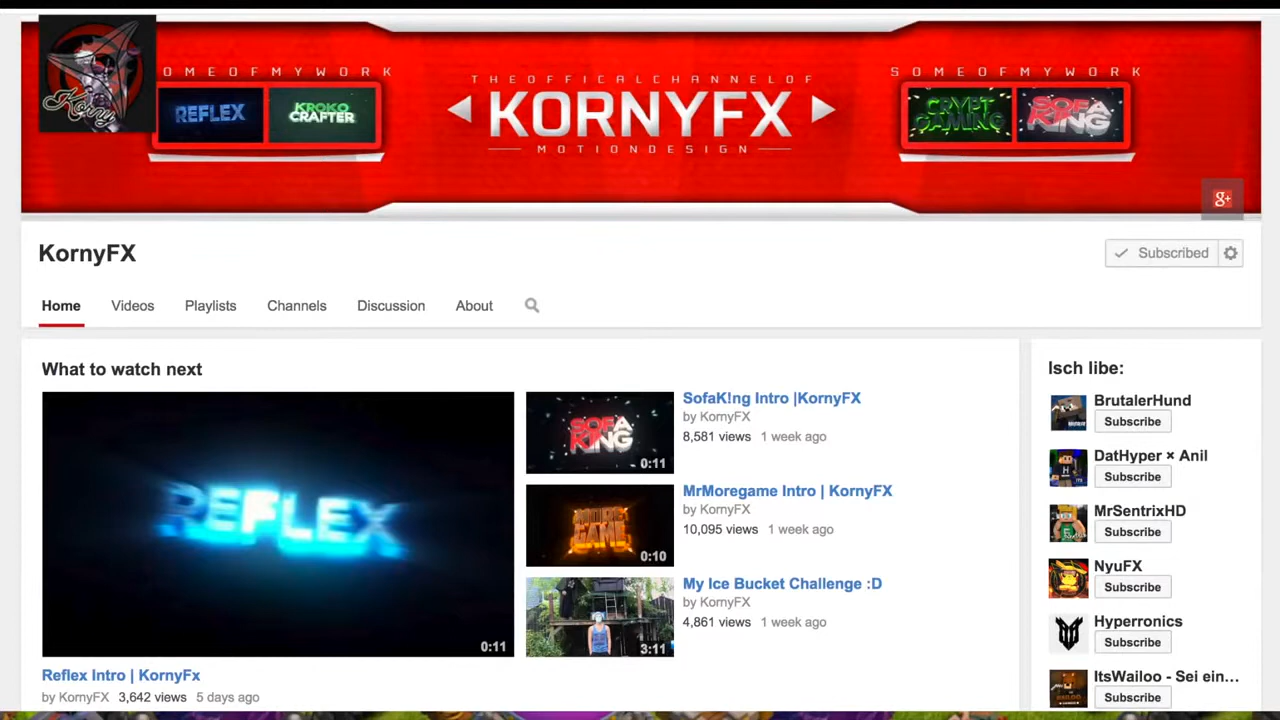 Korny
OMEOFMYWORK
REFLEX
KROKO
CRAFTER
THEOFFICALCHANNELOF
KORNYFX
MOTIONDESIGN
SOMEOFMYWORK
CRYPT
GAMING
SOFA
KING
g+
KornyFX
Subscribed
Home Videos Playlists Channels Discussion About
What to watch next
REFLEX
0:11
Reflex Intro | KornyFx
by KornyFX 3,642 views 5 days ago
SOFA
KING
0:11
SofaK!ng Intro |KornyFX
by KornyFX
8,581 views 1 week ago
GAME
0:10
MrMoregame Intro | KornyFX
by KornyFX
10,095 views 1 week ago
3:11
My Ice Bucket Challenge :D
by KornyFX
4,861 views 1 week ago
Isch libe:
BrutalerHund
Subscribe
DatHyper × Anil
Subscribe
MrSentrixHD
Subscribe
NyuFX
Subscribe
Hyperronics
Subscribe
ItsWailoo - Sei ein...
Subscribe